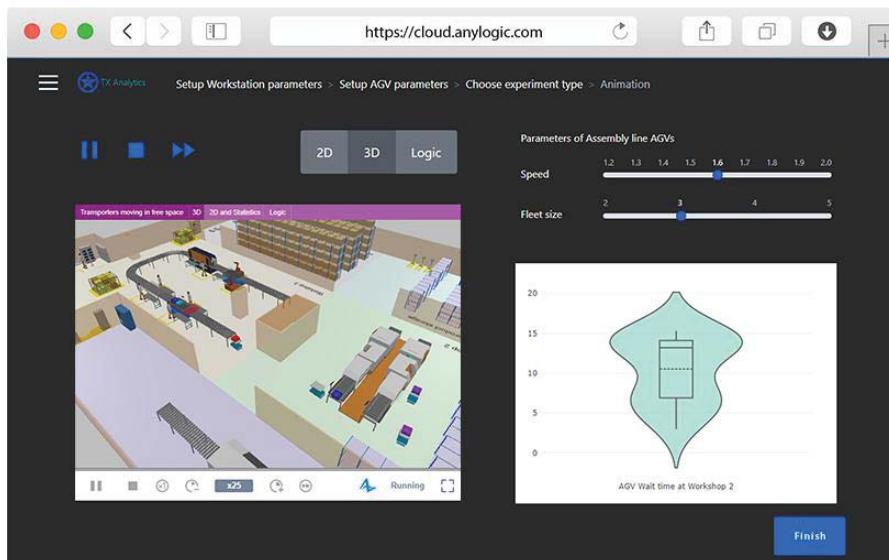 https://cloud.anylogic.com
TX Analytics
Setup Workstation parameters > Setup AGV parameters > Choose experiment type > Animation
2D 3D Logic
Parameters of Assembly line AGVs
1.2 1.3 1.4 1.5 1.6 1.7 1.8 1.9 2.0
Speed
2 3 4 5
Fleet size
Transporters moving in free space 3D 2D and Statistics Logic
20
15
10
5
0
AGV Wait time at Workshop 2
x1 x25 Running
Finish